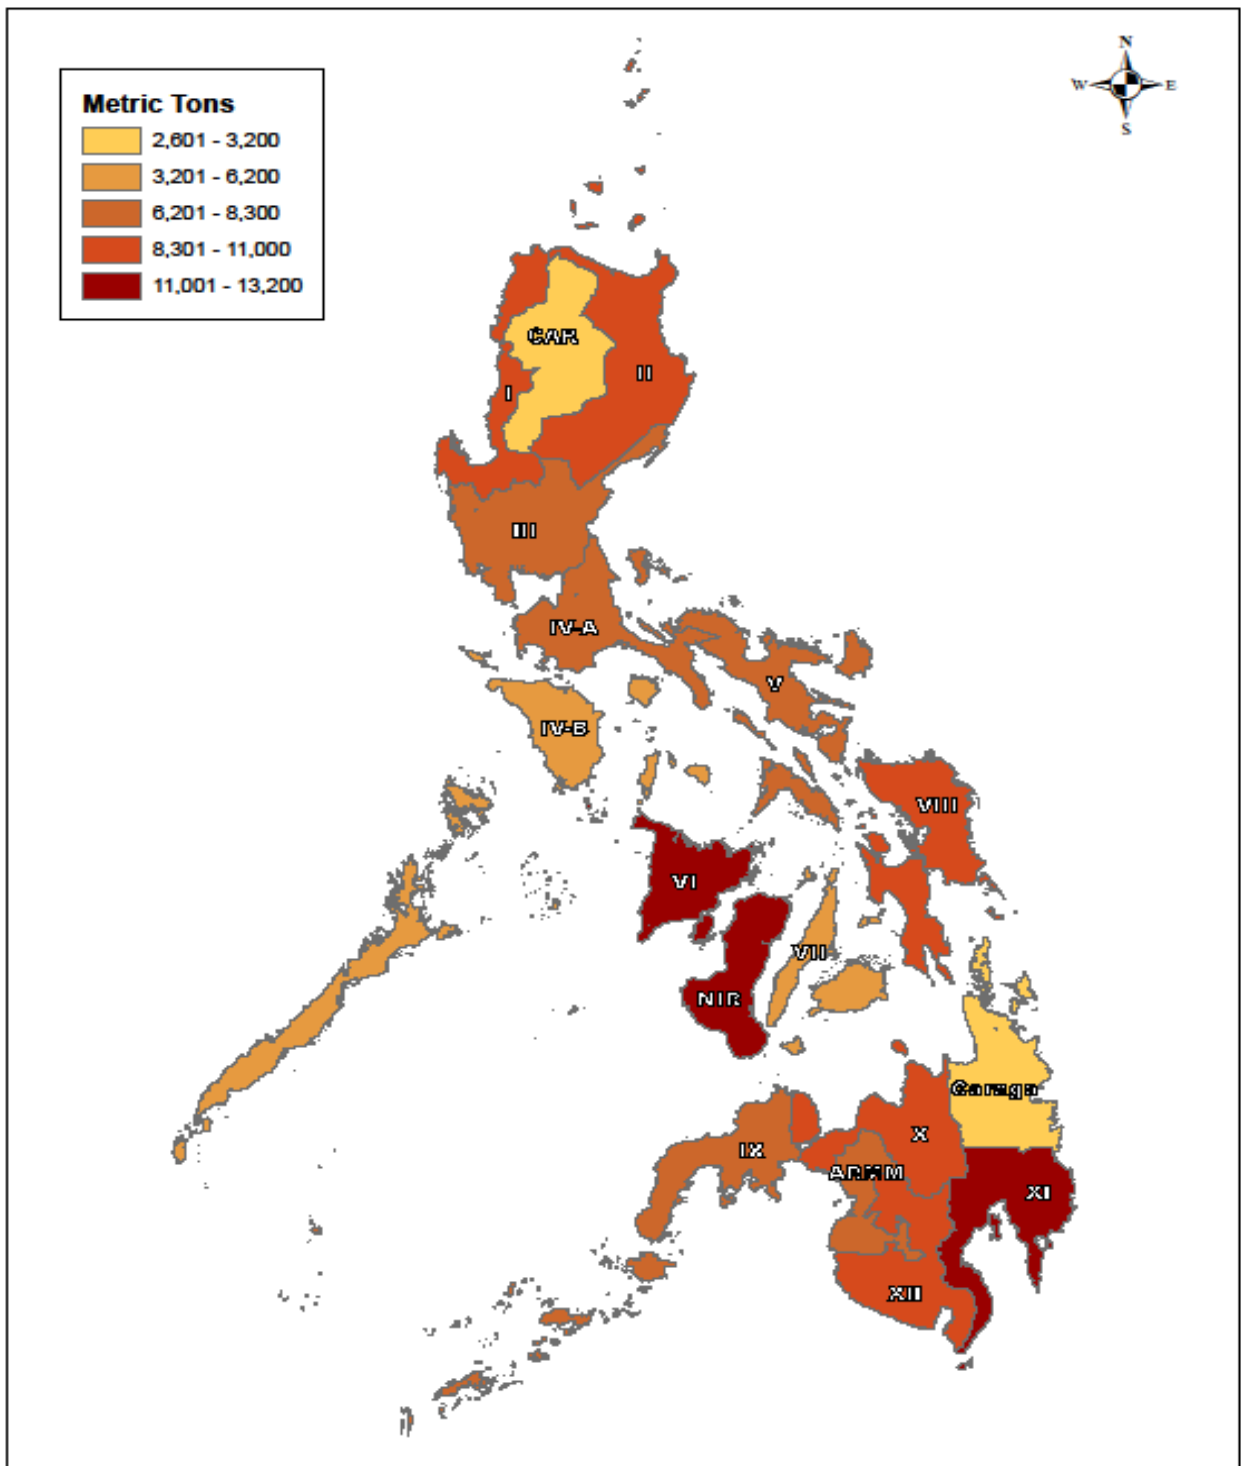 N
W E
S
Metric Tons
2,601 - 3,200
3,201 - 6,200
6,201 - 8,300
8,301 - 11,000
11,001 - 13,200
CAR
II
I
III
IV-A
V
IV-B
VIII
VI
VII
NIR
Caraga
X
IX
ARMM
XI
XII